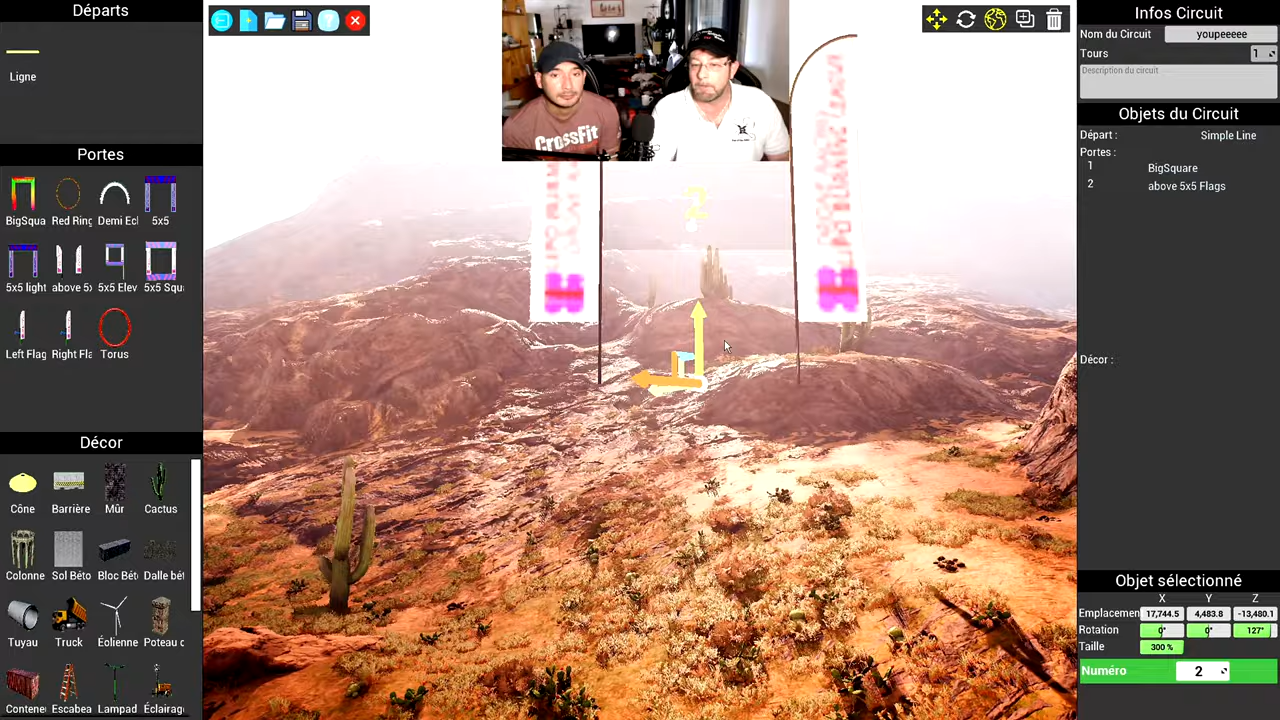 Départs
Ligne
Portes
BigSqua
Red Ring
Demi Ecl
5x5
5x5 light
above 5x
5x5 Elev
5x5 Squ
Left Flag
Right Fla
Torus
Décor
Cône
Barrière
Mûr
Cactus
Colonne
Sol Béto
Bloc Béto
Dalle bét
Tuyau
Truck
Éolienne
Poteau c
Contene
Escabea
Lampad
Éclairag
CrossFit
2
Infos Circuit
Nom du Circuit youpeeeee
Tours 1
Description du circuit
Objets du Circuit
Départ : Simple Line
Portes :
1 BigSquare
2 above 5x5 Flags
Décor :
Objet sélectionné
X Y Z
Emplacemen 17,744.5 4,483.8 -13,480.1
Rotation 0° 0° 127°
Taille 300 %
Numéro 2